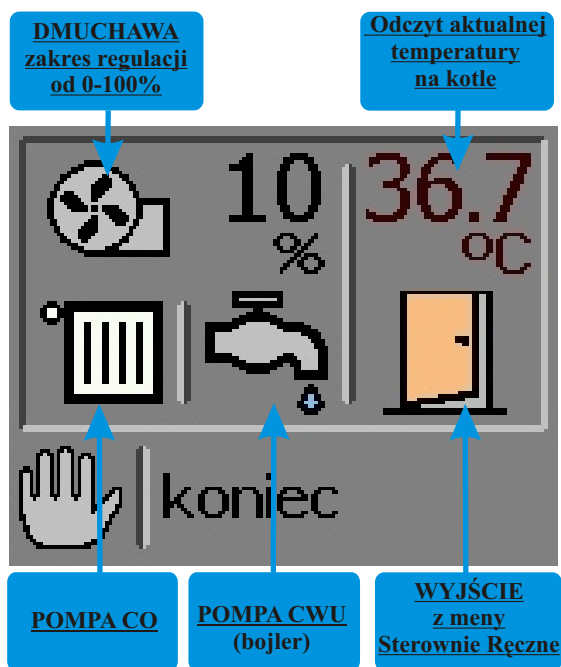 DMUCHAWA
zakres regulacji
od 0-100%
Odczyt aktualnej
temperatury
na kotle
10
%
36.7
°C
koniec
POMPA CO
POMPA CWU
(bojler)
WYJŚCIE
z meny
Sterownie Ręczne